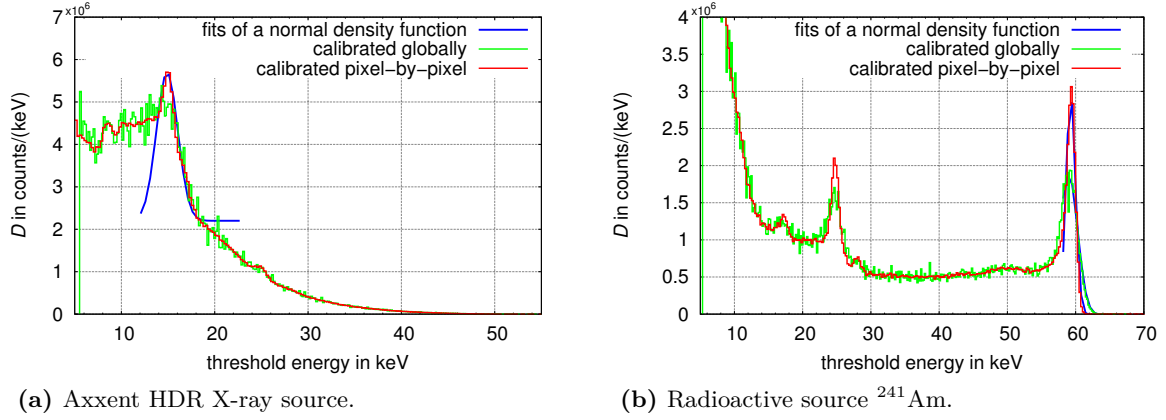 ×10⁶
7
6
5
4
3
2
1
0
D in counts/(keV)
fits of a normal density function
calibrated globally
calibrated pixel−by−pixel
10 20 30 40 50
threshold energy in keV
(a) Axxent HDR X-ray source.
×10⁶
4
3.5
3
2.5
2
1.5
1
0.5
0
D in counts/(keV)
fits of a normal density function
calibrated globally
calibrated pixel−by−pixel
10 20 30 40 50 60 70
threshold energy in keV
(b) Radioactive source ²⁴¹Am.